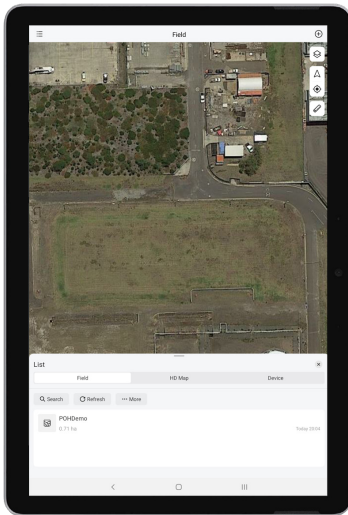 Field
List
Field HD Map Device
Search Refresh ··· More
POHDemo
0.71 ha Today 20:04